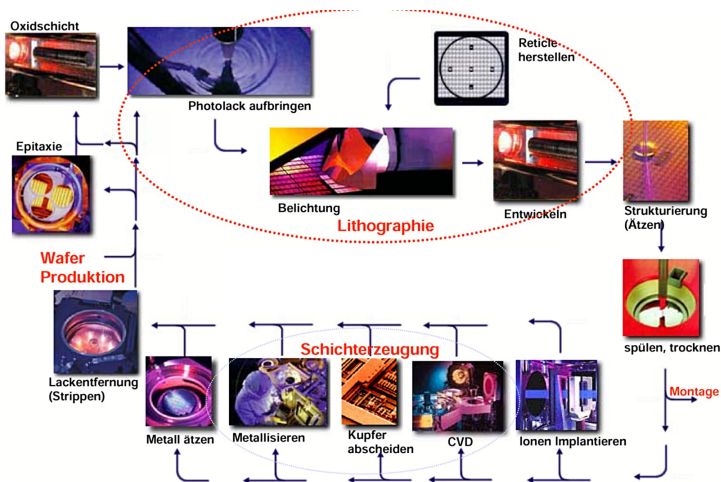 Oxidschicht
Photolack aufbringen
Reticle
herstellen
Epitaxie
Belichtung
Entwickeln
Strukturierung
(Ätzen)
Lithographie
Wafer
Produktion
Lackentfernung
(Strippen)
spülen, trocknen
Schichterzeugung
Montage
Metall ätzen
Metallisieren
Kupfer
abscheiden
CVD
Ionen Implantieren